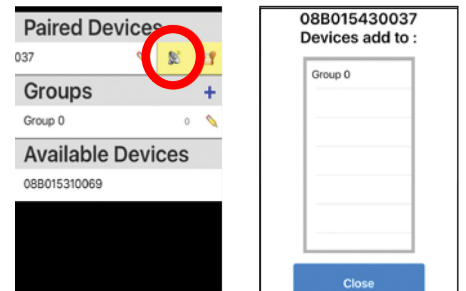 Paired Devices
037
Groups +
Group 0 0
Available Devices
08B015310069
08B015430037
Devices add to :
Group 0
Close